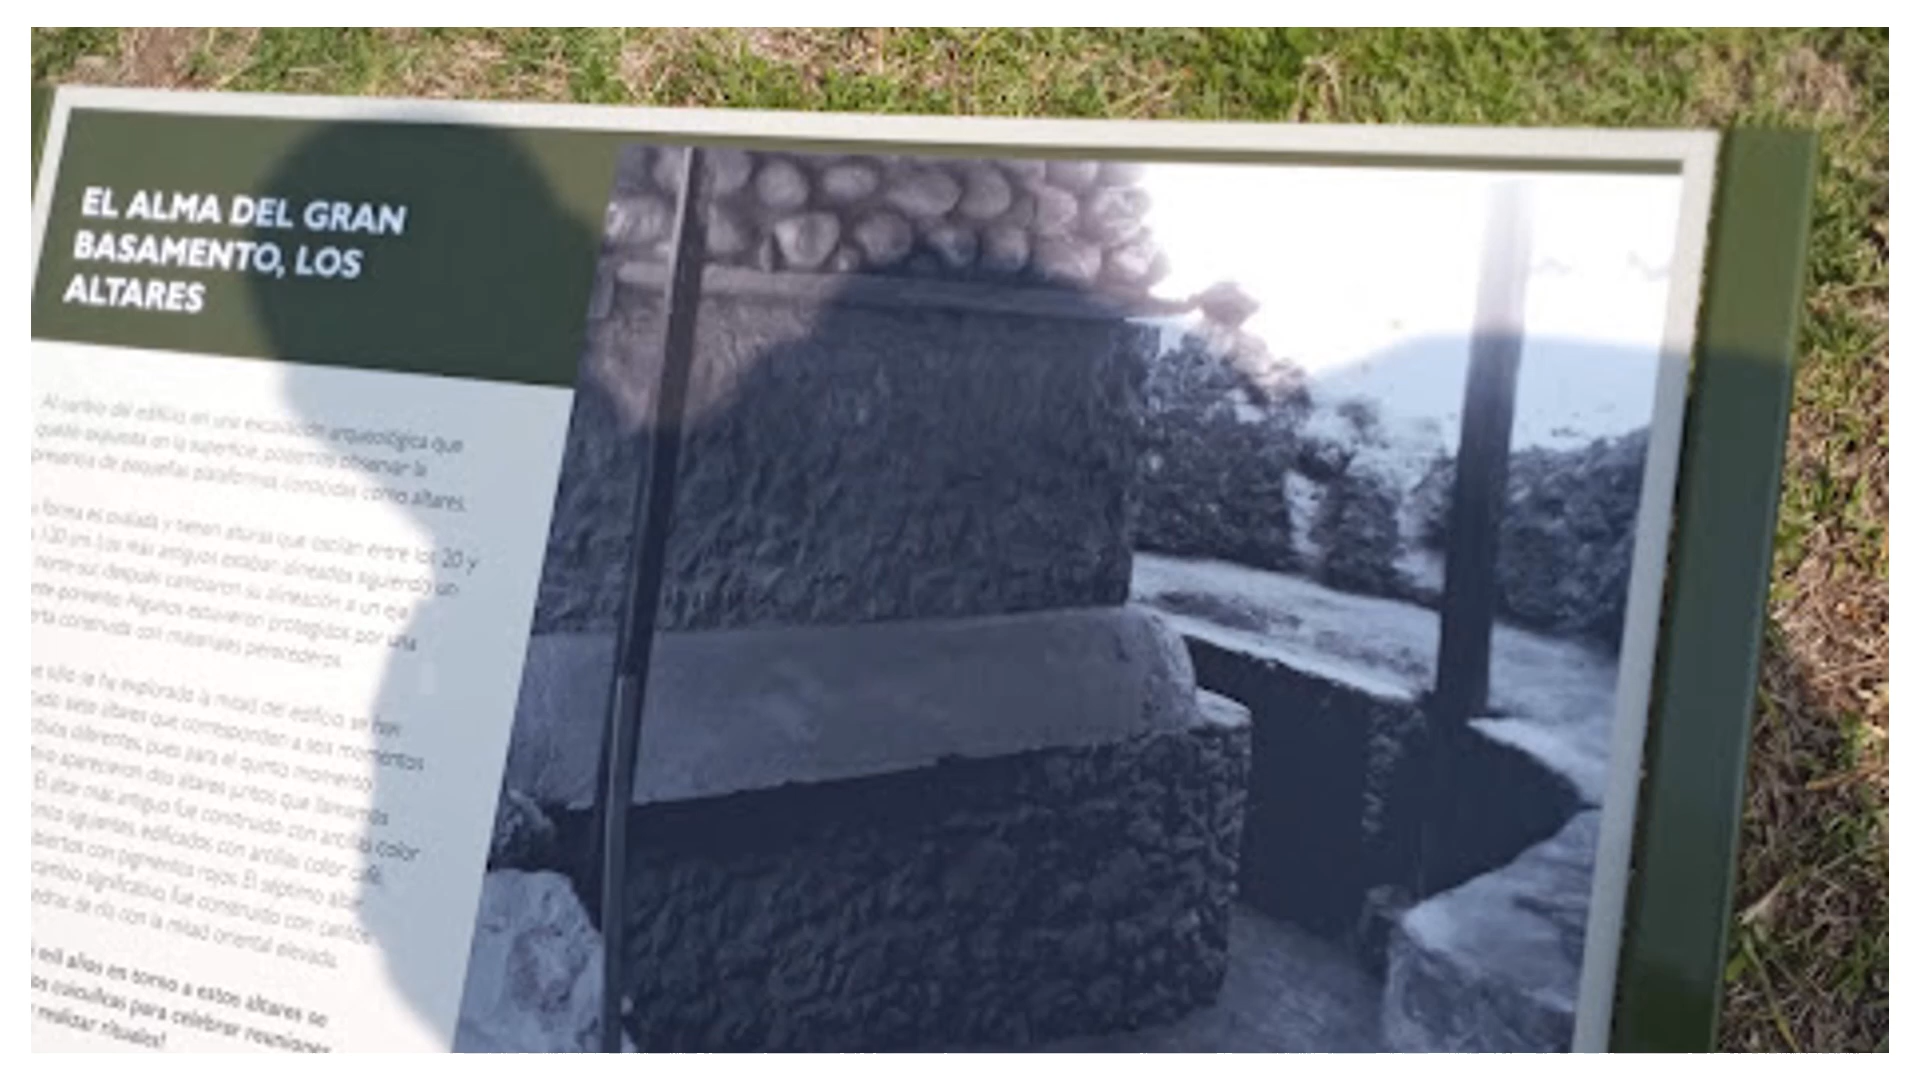 EL ALMA DEL GRAN
BASAMENTO, LOS
ALTARES
Al centro del edificio, en una excavación arqueológica que
quedó expuesta en la superficie, podemos observar la
presencia de pequeñas plataformas conocidas como altares.
forma es ovalada y tienen alturas que oscilan entre los 20 y
120 cm. Los más antiguos estaban alineados siguiendo un
norte-sur, después cambiaron su alineación a un eje
poniente. Algunos estuvieron protegidos por una
construida con materiales perecederos.
sólo se ha explorado la mitad del edificio se han
siete altares que corresponden a seis momentos
diferentes, pues para el quinto momento
aparecieron dos altares juntos que llamamos
El altar más antiguo fue construido con arcillas color
siguientes, edificados con arcillas color café,
con pigmentos rojos. El séptimo altar,
cambio significativo, fue construido con cantos
de río con la mitad oriental elevada.
mil años en torno a estos altares se
cuicuilcas para celebrar reuniones
realizar rituales!